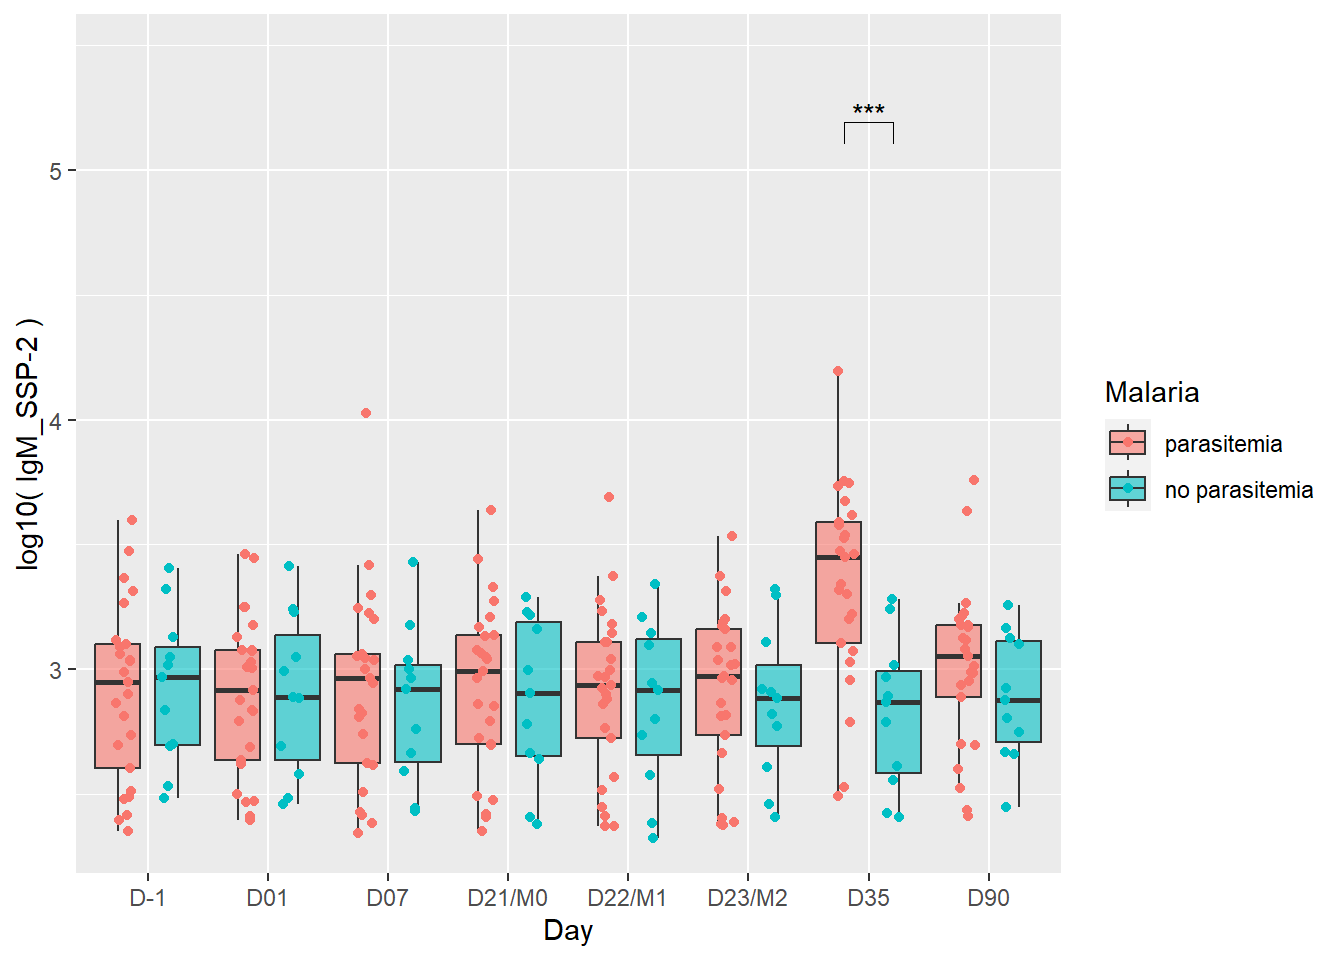 ***
5
4
3
log10( IgM_SSP-2 )
D-1 D01 D07 D21/M0 D22/M1 D23/M2 D35 D90
Day
Malaria
parasitemia
no parasitemia